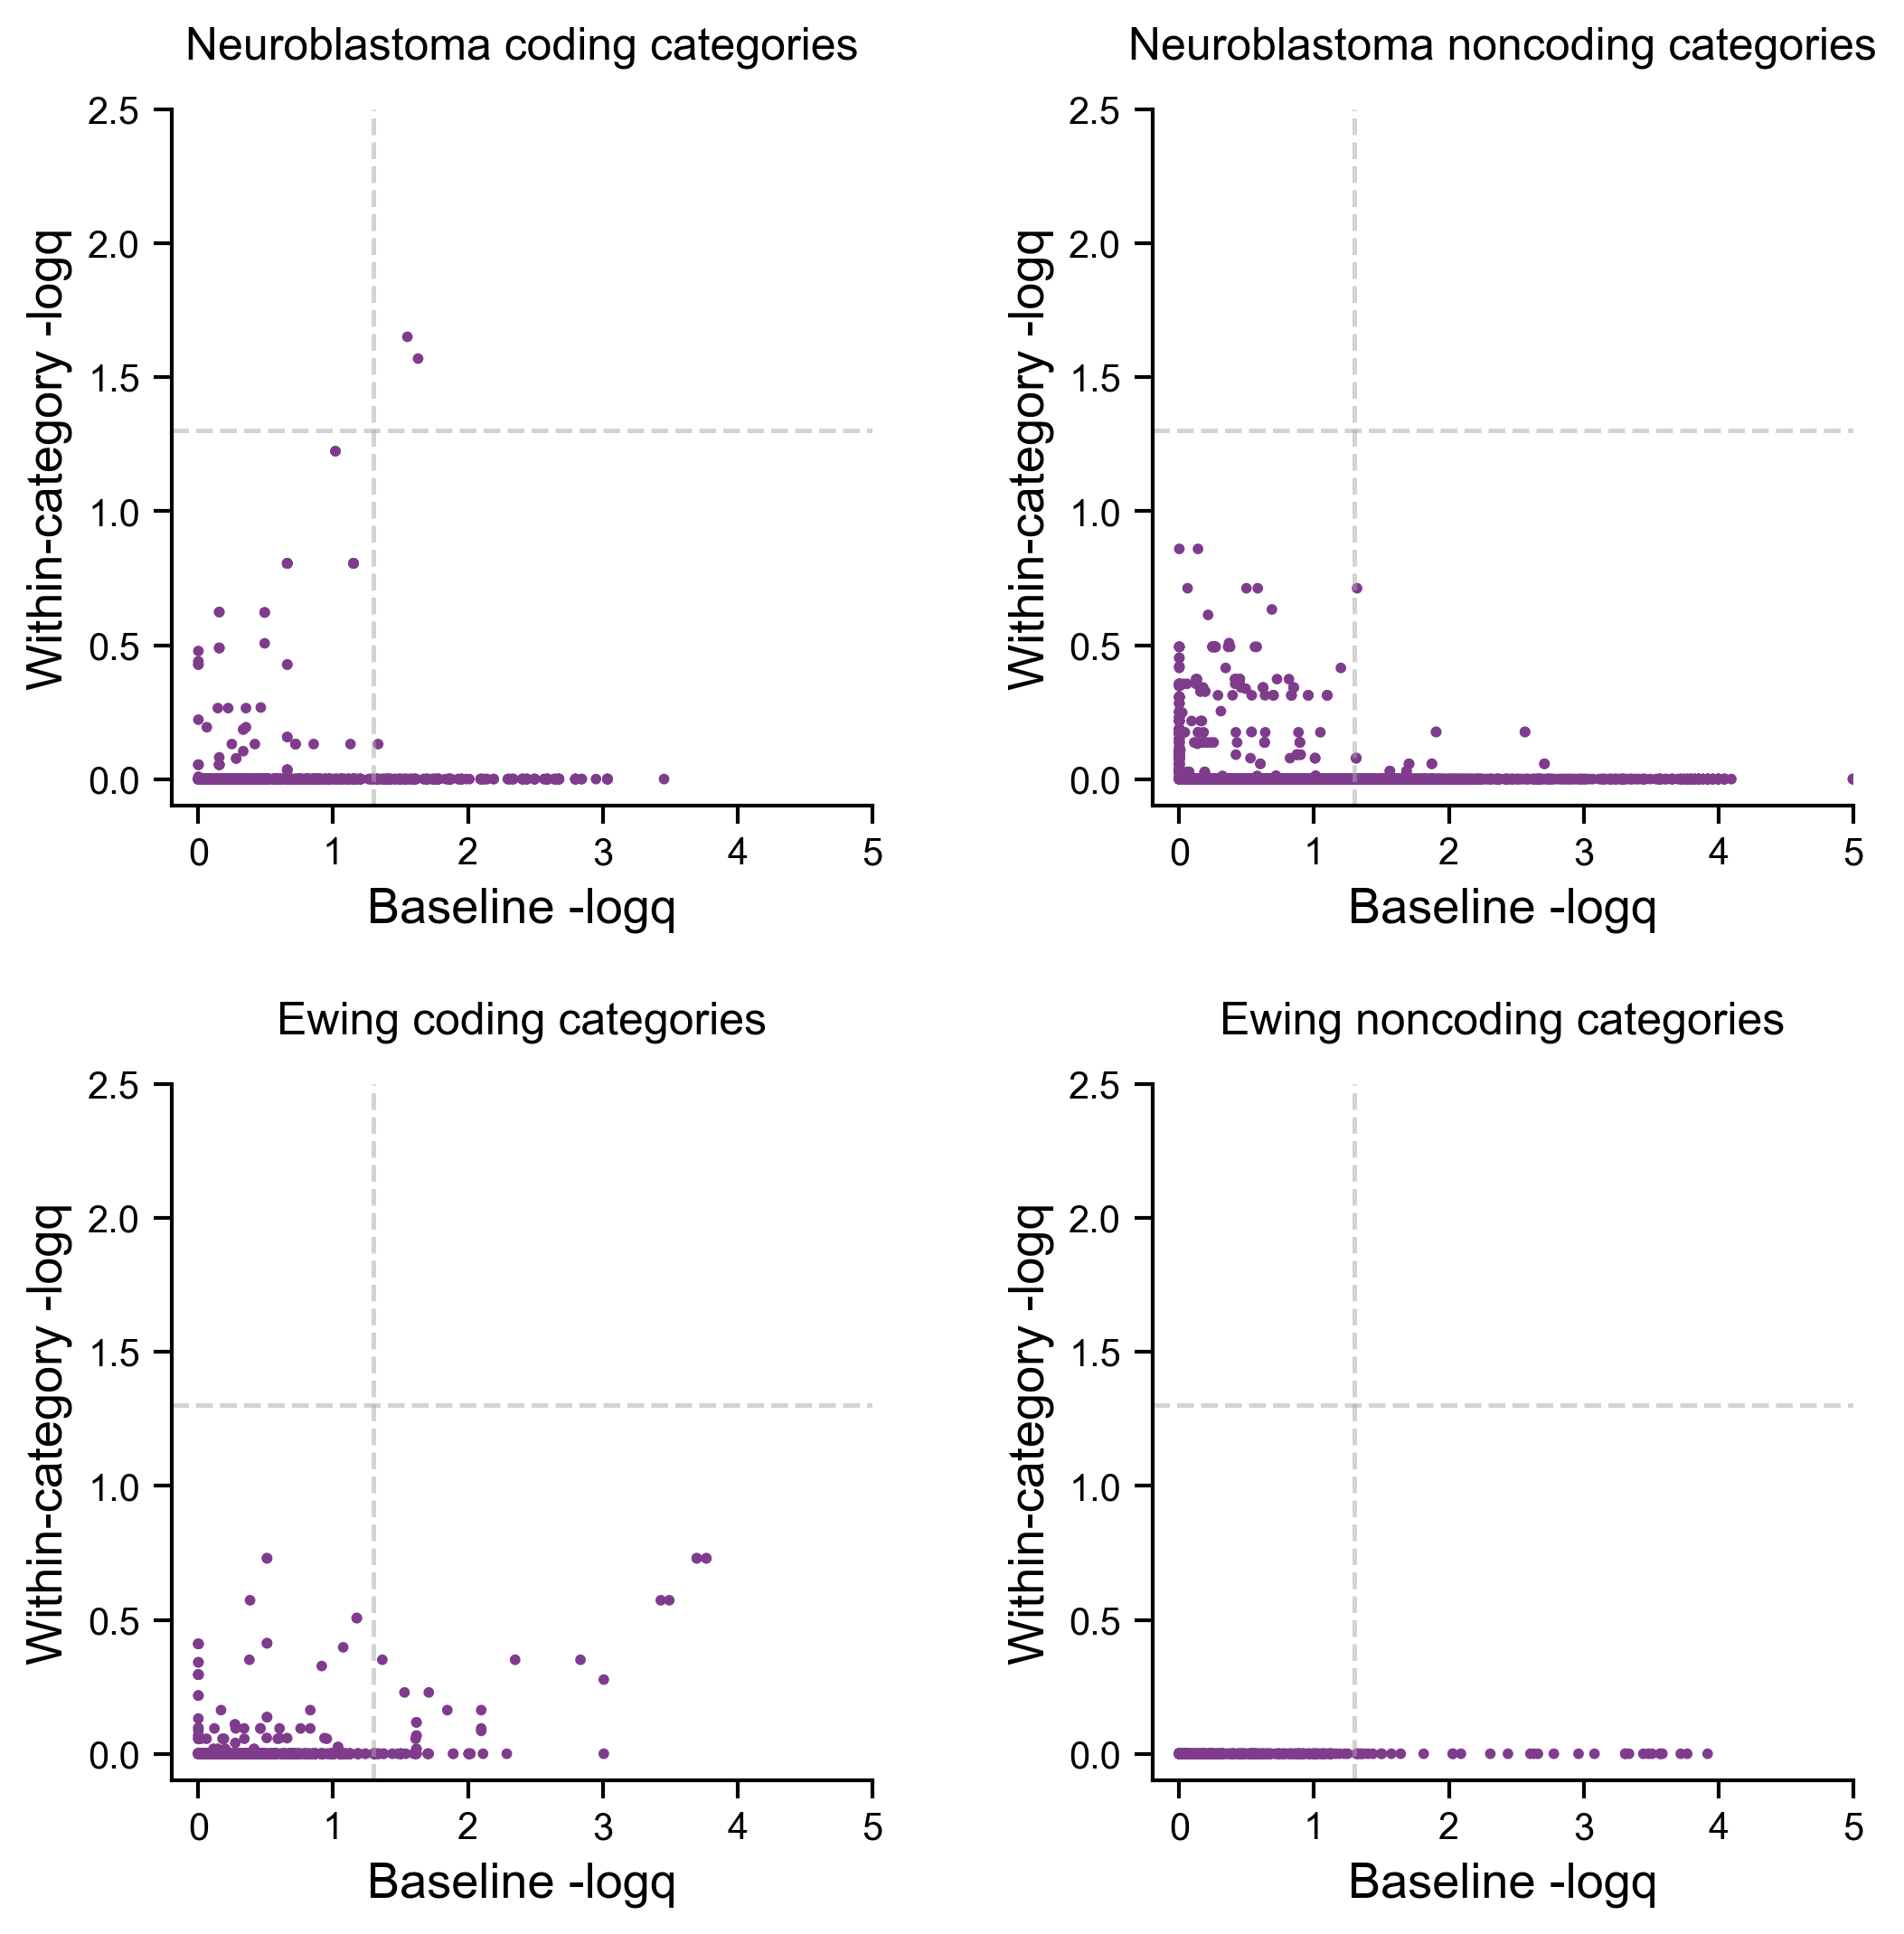 Neuroblastoma coding categories
2.5
2.0
1.5
1.0
0.5
0.0
Within-category -logq
0 1 2 3 4 5
Baseline -logq
Neuroblastoma noncoding categories
2.5
2.0
1.5
1.0
0.5
0.0
Within-category -logq
0 1 2 3 4 5
Baseline -logq
Ewing coding categories
2.5
2.0
1.5
1.0
0.5
0.0
Within-category -logq
0 1 2 3 4 5
Baseline -logq
Ewing noncoding categories
2.5
2.0
1.5
1.0
0.5
0.0
Within-category -logq
0 1 2 3 4 5
Baseline -logq